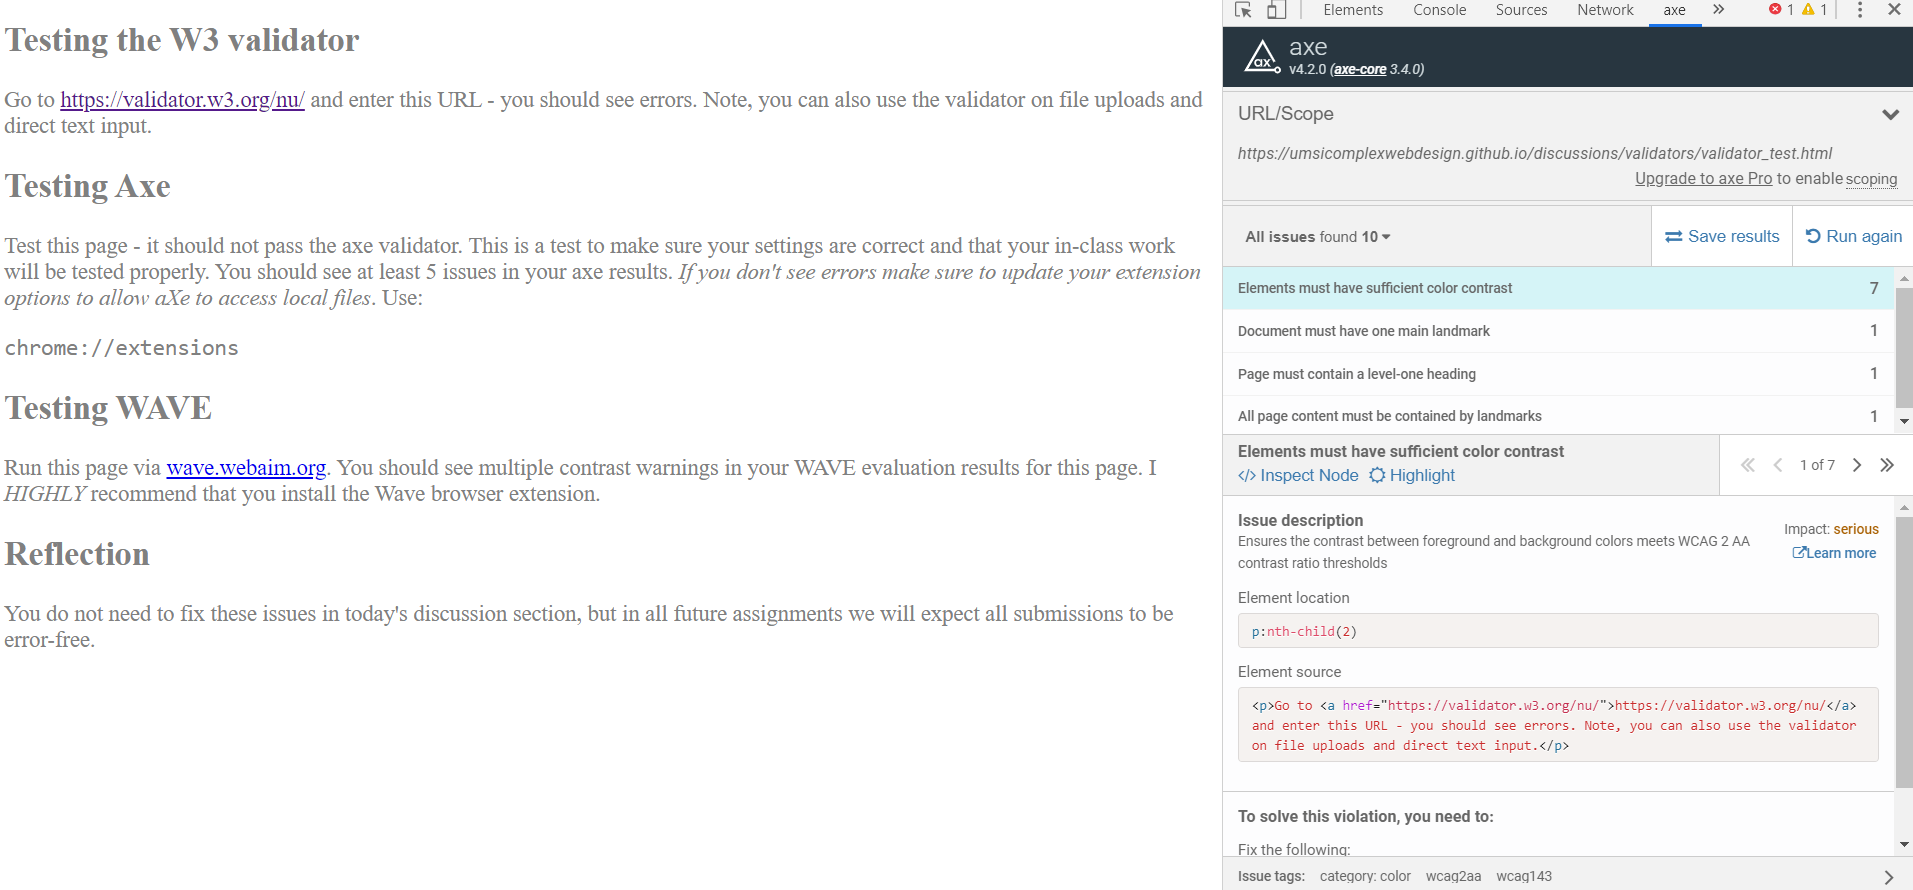 Testing the W3 validator
Go to https://validator.w3.org/nu/ and enter this URL - you should see errors. Note, you can also use the validator on file uploads and
direct text input.
Testing Axe
Test this page - it should not pass the axe validator. This is a test to make sure your settings are correct and that your in-class work
will be tested properly. You should see at least 5 issues in your axe results. If you don't see errors make sure to update your extension
options to allow aXe to access local files. Use:
chrome://extensions
Testing WAVE
Run this page via wave.webaim.org. You should see multiple contrast warnings in your WAVE evaluation results for this page. I
HIGHLY recommend that you install the Wave browser extension.
Reflection
You do not need to fix these issues in today's discussion section, but in all future assignments we will expect all submissions to be
error-free.
Elements Console Sources Network axe » 1 1
ax
axe
v4.2.0 (axe-core 3.4.0)
URL/Scope
https://umsicomplexwebdesign.github.io/discussions/validators/validator_test.html
Upgrade to axe Pro to enable scoping
All issues found 10
Save results
Run again
Elements must have sufficient color contrast 7
Document must have one main landmark 1
Page must contain a level-one heading 1
All page content must be contained by landmarks 1
Elements must have sufficient color contrast
</> Inspect Node Highlight
1 of 7
Issue description
Impact: serious
Ensures the contrast between foreground and background colors meets WCAG 2 AA
contrast ratio thresholds
Learn more
Element location
p:nth-child(2)
Element source
<p>Go to <a href="https://validator.w3.org/nu/">https://validator.w3.org/nu/</a>
and enter this URL - you should see errors. Note, you can also use the validator
on file uploads and direct text input.</p>
To solve this violation, you need to:
Fix the following:
Issue tags: category: color wcag2aa wcag143